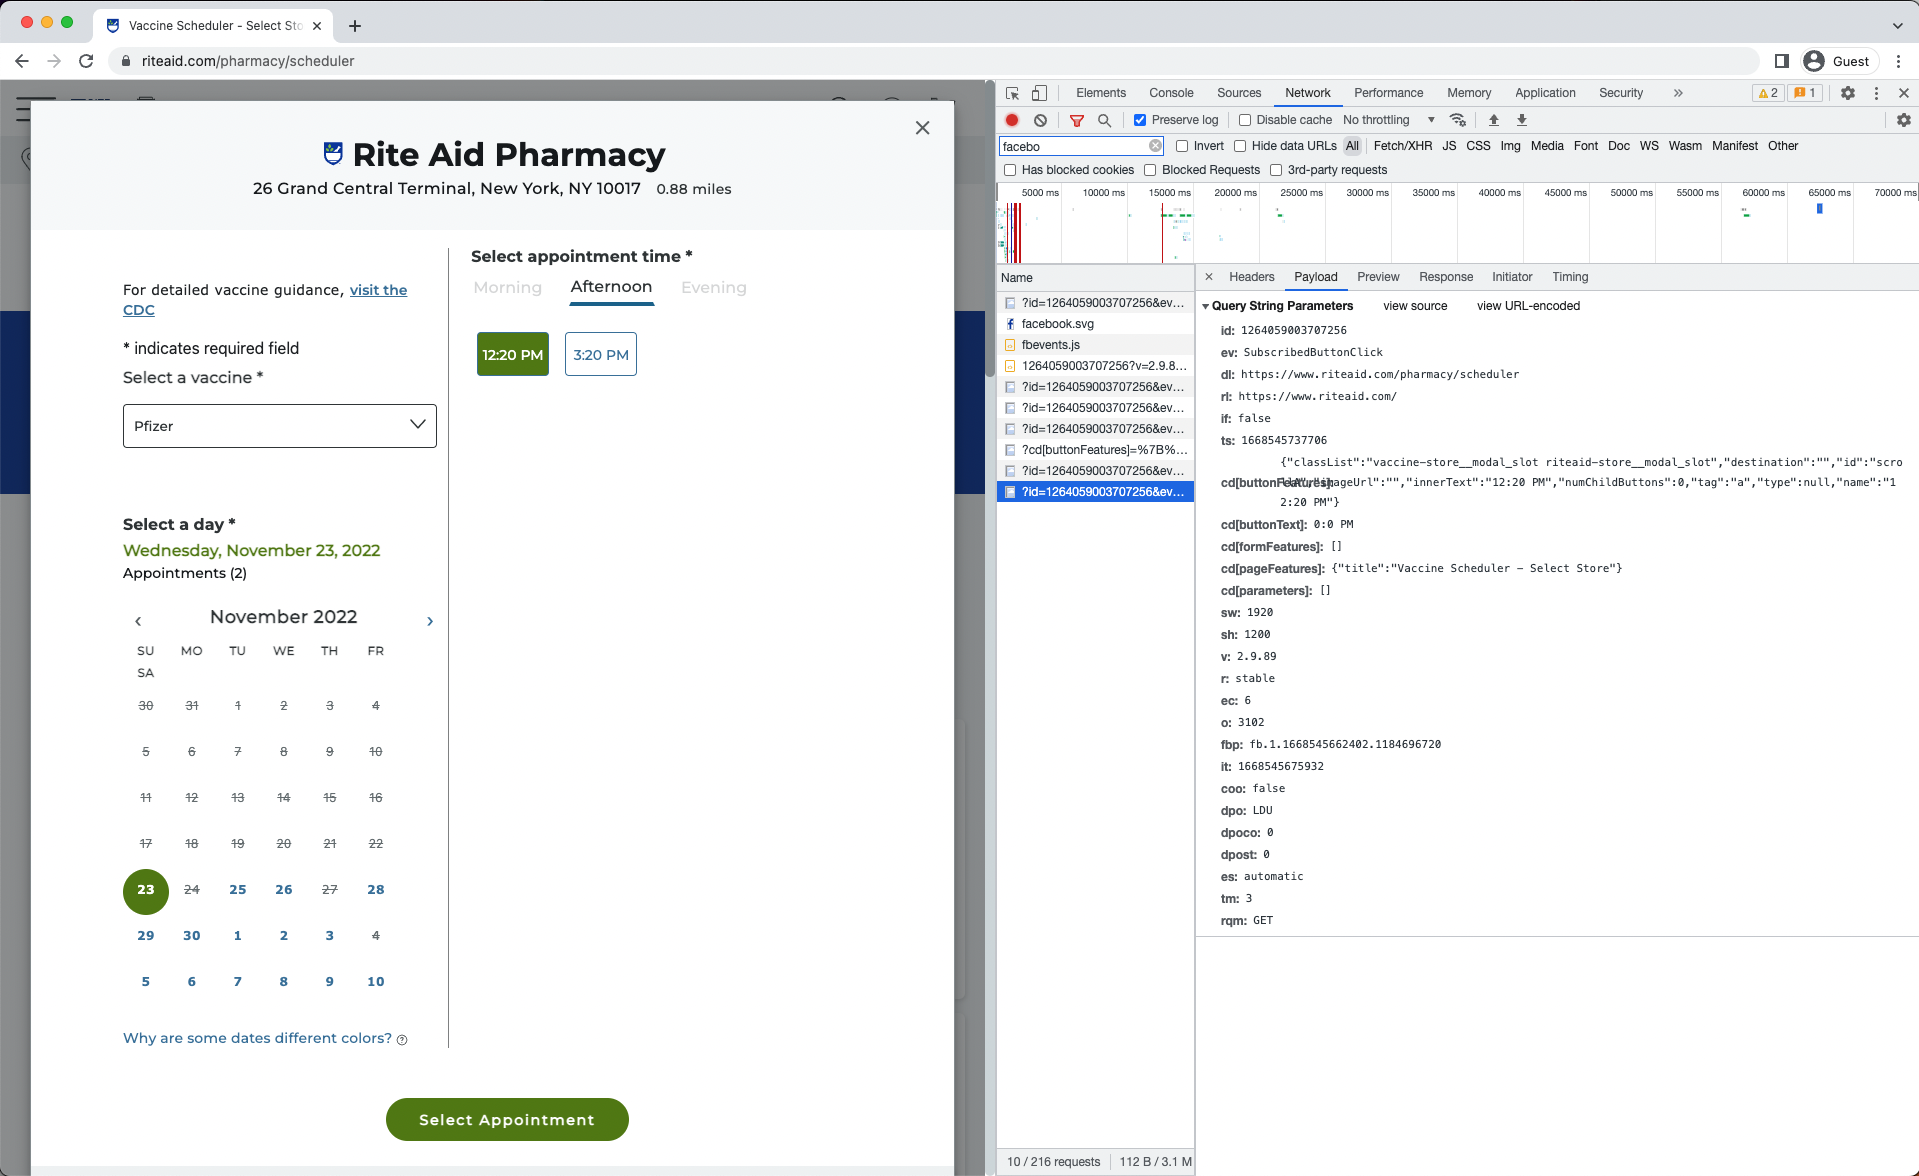 Vaccine Scheduler - Select Sto
riteaid.com/pharmacy/scheduler
Guest
Rite Aid Pharmacy
26 Grand Central Terminal, New York, NY 10017 0.88 miles
For detailed vaccine guidance, visit the
CDC
* indicates required field
Select a vaccine *
Pfizer
Select a day *
Wednesday, November 23, 2022
Appointments (2)
‹ November 2022 ›
SU MO TU WE TH FR
SA
30 31 1 2 3 4
5 6 7 8 9 10
11 12 13 14 15 16
17 18 19 20 21 22
23 24 25 26 27 28
29 30 1 2 3 4
5 6 7 8 9 10
Why are some dates different colors?
Select appointment time *
Morning Afternoon Evening
12:20 PM 3:20 PM
Select Appointment
Elements Console Sources Network Performance Memory Application Security » 2 1
Preserve log Disable cache No throttling
facebo Invert Hide data URLs All Fetch/XHR JS CSS Img Media Font Doc WS Wasm Manifest Other
Has blocked cookies Blocked Requests 3rd-party requests
5000 ms 10000 ms 15000 ms 20000 ms 25000 ms 30000 ms 35000 ms 40000 ms 45000 ms 50000 ms 55000 ms 60000 ms 65000 ms 70000 ms
Name
?id=1264059003707256&ev…
facebook.svg
fbevents.js
1264059003707256?v=2.9.8…
?id=1264059003707256&ev…
?id=1264059003707256&ev…
?id=1264059003707256&ev…
?cd[buttonFeatures]=%7B%…
?id=1264059003707256&ev…
?id=1264059003707256&ev…
10 / 216 requests 112 B / 3.1 M
Headers Payload Preview Response Initiator Timing
Query String Parameters view source view URL-encoded
id: 1264059003707256
ev: SubscribedButtonClick
dl: https://www.riteaid.com/pharmacy/scheduler
rl: https://www.riteaid.com/
if: false
ts: 1668545737706
{"classList":"vaccine-store__modal_slot riteaid-store__modal_slot","destination":"","id":"scro
cd[buttonFeatures]: llA","imageUrl":"","innerText":"12:20 PM","numChildButtons":0,"tag":"a","type":null,"name":"1
2:20 PM"}
cd[buttonText]: 0:0 PM
cd[formFeatures]: []
cd[pageFeatures]: {"title":"Vaccine Scheduler - Select Store"}
cd[parameters]: []
sw: 1920
sh: 1200
v: 2.9.89
r: stable
ec: 6
o: 3102
fbp: fb.1.1668545662402.1184696720
it: 1668545675932
coo: false
dpo: LDU
dpoco: 0
dpost: 0
es: automatic
tm: 3
rqm: GET